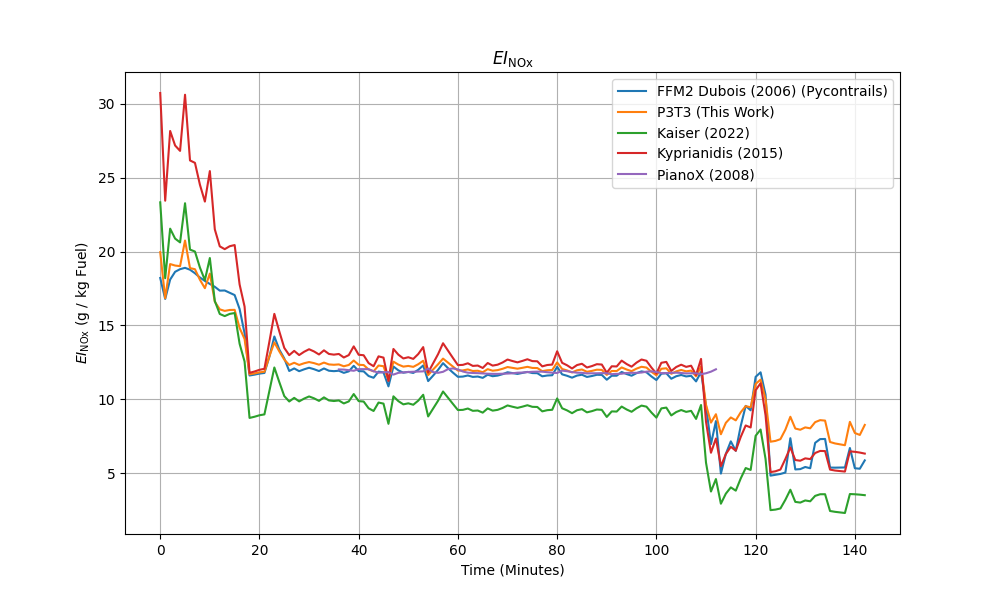 EI_NOx
FFM2 Dubois (2006) (Pycontrails)
P3T3 (This Work)
Kaiser (2022)
Kyprianidis (2015)
PianoX (2008)
EI_NOx (g / kg Fuel)
30
25
20
15
10
5
0 20 40 60 80 100 120 140
Time (Minutes)